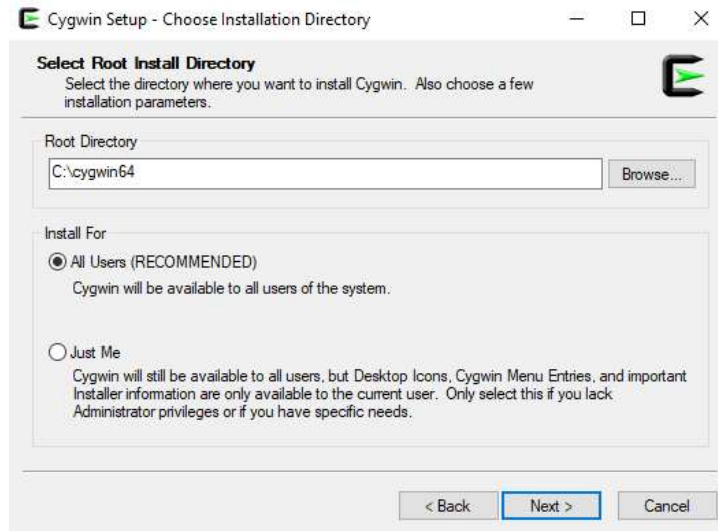 Cygwin Setup - Choose Installation Directory
Select Root Install Directory
Select the directory where you want to install Cygwin. Also choose a few
installation parameters.
Root Directory
C:\cygwin64
Browse...
Install For
All Users (RECOMMENDED)
Cygwin will be available to all users of the system.
Just Me
Cygwin will still be available to all users, but Desktop Icons, Cygwin Menu Entries, and important
Installer information are only available to the current user. Only select this if you lack
Administrator privileges or if you have specific needs.
< Back
Next >
Cancel